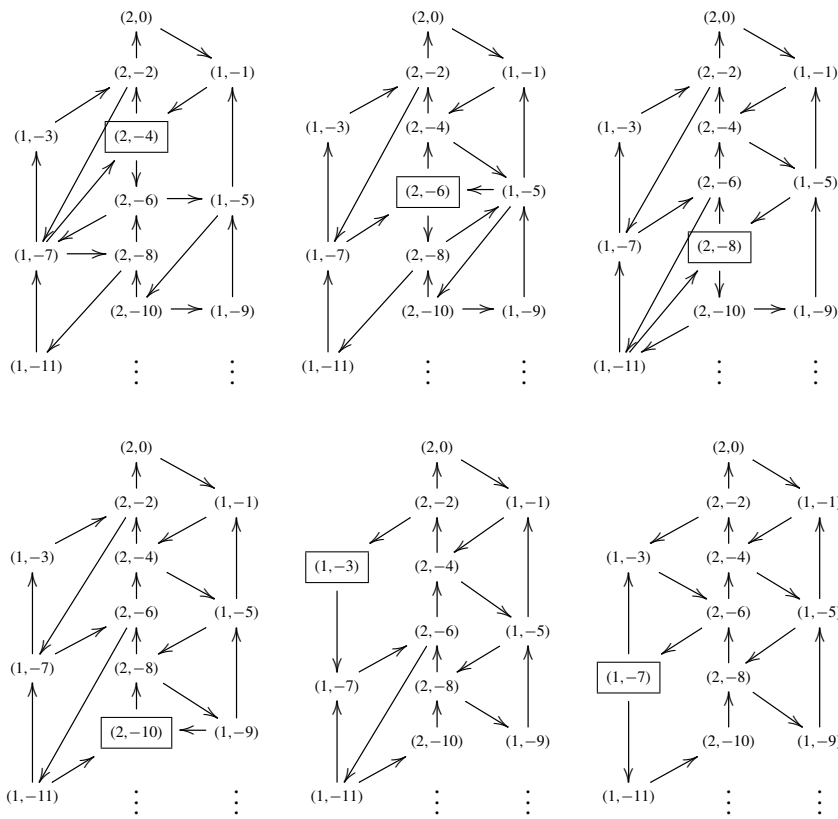 (2,0) (2,0) (2,0)
(2,−2) (1,−1) (2,−2) (1,−1) (2,−2) (1,−1)
(1,−3) (2,−4) (1,−3) (2,−4) (1,−3) (2,−4)
(2,−6) (1,−5) (2,−6) (1,−5) (2,−6) (1,−5)
(1,−7) (2,−8) (1,−7) (2,−8) (1,−7) (2,−8)
(2,−10) (1,−9) (2,−10) (1,−9) (2,−10) (1,−9)
(1,−11) ⋮ ⋮ (1,−11) ⋮ ⋮ (1,−11) ⋮ ⋮
(2,0) (2,0) (2,0)
(2,−2) (1,−1) (2,−2) (1,−1) (2,−2) (1,−1)
(1,−3) (2,−4) (1,−3) (2,−4) (1,−3) (2,−4)
(2,−6) (1,−5) (2,−6) (1,−5) (2,−6) (1,−5)
(1,−7) (2,−8) (1,−7) (2,−8) (1,−7) (2,−8)
(2,−10) (1,−9) (2,−10) (1,−9) (2,−10) (1,−9)
(1,−11) ⋮ ⋮ (1,−11) ⋮ ⋮ (1,−11) ⋮ ⋮